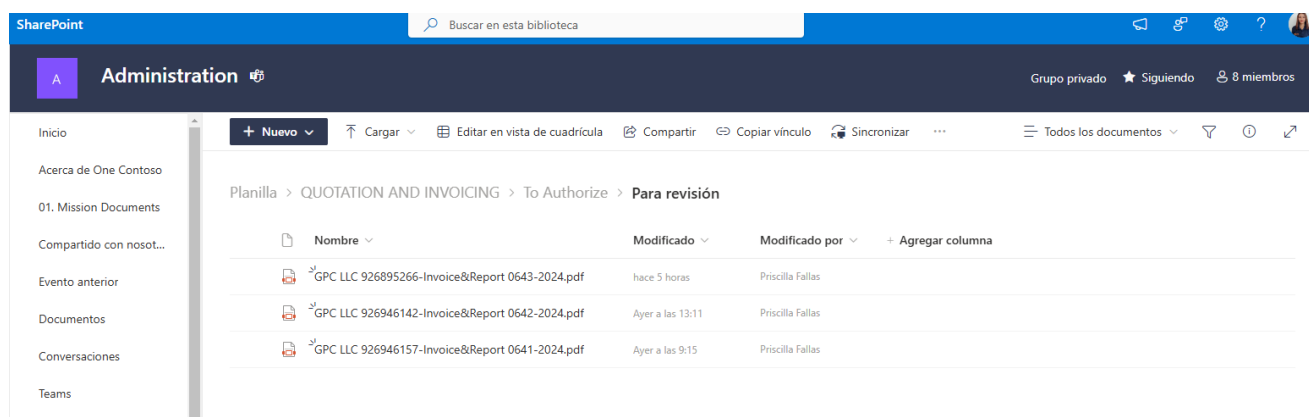 SharePoint
Buscar en esta biblioteca
A
Administration
Grupo privado
Siguiendo
8 miembros
Inicio
Acerca de One Contoso
01. Mission Documents
Compartido con nosot...
Evento anterior
Documentos
Conversaciones
Teams
+ Nuevo
Cargar
Editar en vista de cuadrícula
Compartir
Copiar vínculo
Sincronizar
...
Todos los documentos
Planilla > QUOTATION AND INVOICING > To Authorize > Para revisión
Nombre Modificado Modificado por + Agregar columna
GPC LLC 926895266-Invoice&Report 0643-2024.pdf hace 5 horas Priscilla Fallas
GPC LLC 926946142-Invoice&Report 0642-2024.pdf Ayer a las 13:11 Priscilla Fallas
GPC LLC 926946157-Invoice&Report 0641-2024.pdf Ayer a las 9:15 Priscilla Fallas